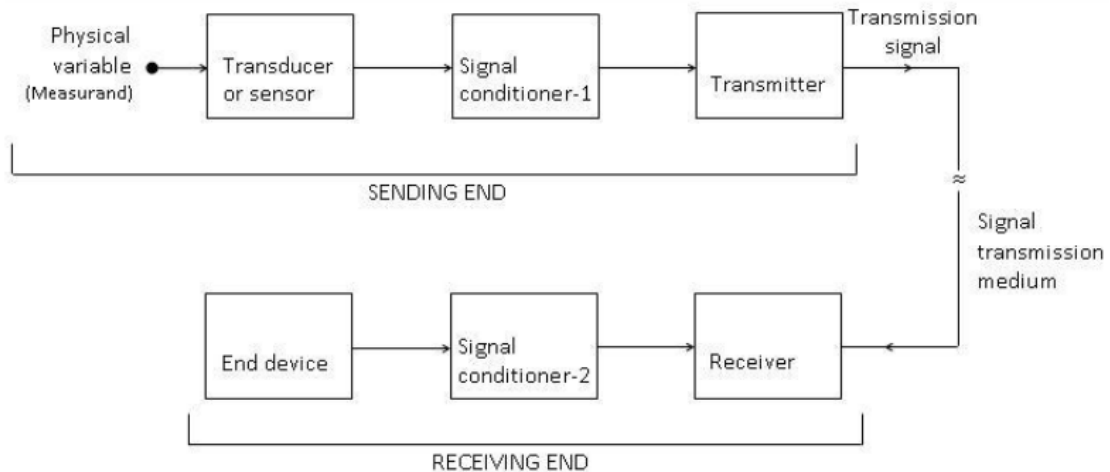 Physical
variable
(Measurand)
Transducer
or sensor
Signal
conditioner-1
Transmitter
Transmission
signal
SENDING END
Signal
transmission
medium
End device
Signal
conditioner-2
Receiver
RECEIVING END